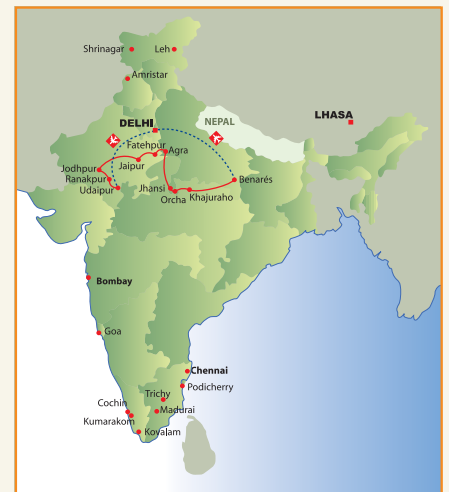 Shrinagar
Leh
Amristar
DELHI
NEPAL
LHASA
Fatehpur
Agra
Jaipur
Jodhpur
Ranakpur
Udaipur
Jhansi
Orcha
Khajuraho
Benarés
Bombay
Goa
Chennai
Podicherry
Trichy
Cochin
Madurai
Kumarakom
Kovalam